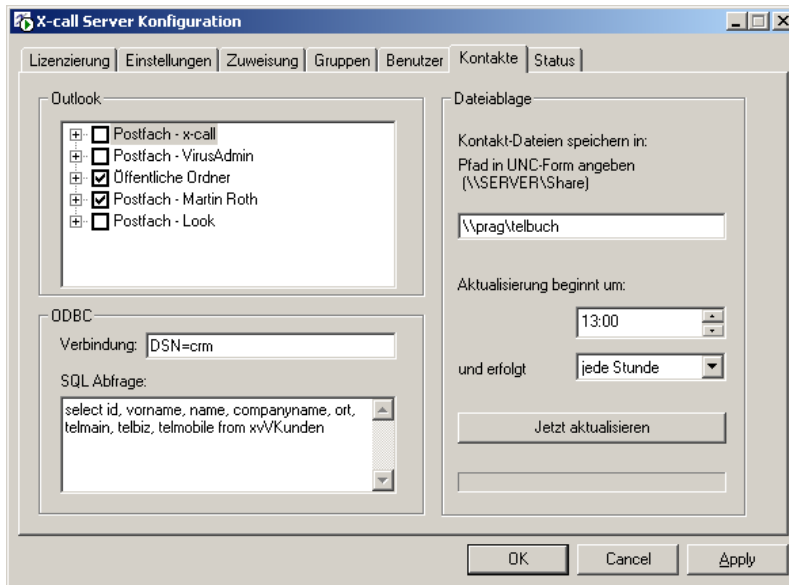 X-call Server Konfiguration
Lizenzierung Einstellungen Zuweisung Gruppen Benutzer Kontakte Status
Outlook
Postfach - x-call
Postfach - VirusAdmin
Öffentliche Ordner
Postfach - Martin Roth
Postfach - Look
ODBC
Verbindung: DSN=crm
SQL Abfrage:
select id, vorname, name, companyname, ort,
telmain, telbiz, telmobile from xvVKunden
Dateiablage
Kontakt-Dateien speichern in:
Pfad in UNC-Form angeben
(\\SERVER\Share)
\\prag\telbuch
Aktualisierung beginnt um:
13:00
und erfolgt jede Stunde
Jetzt aktualisieren
OK Cancel Apply